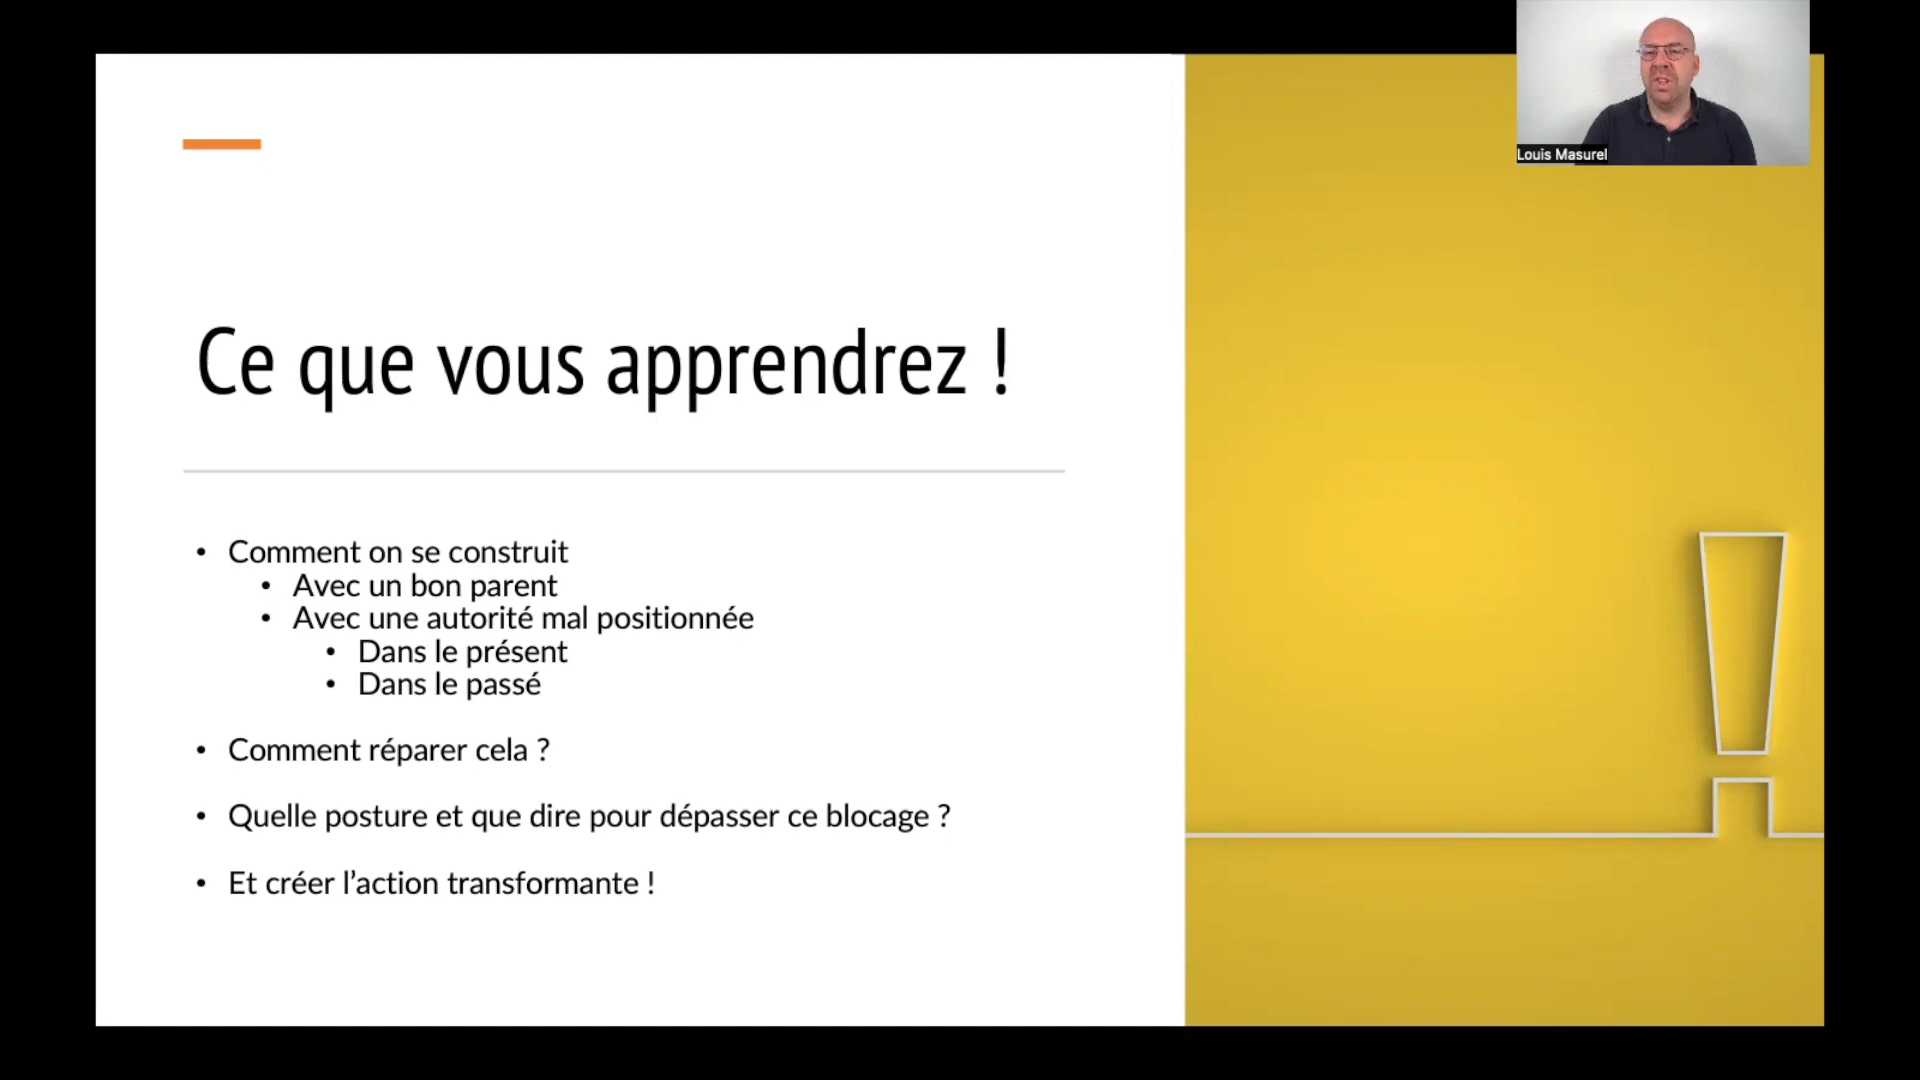 Louis Masurel
Ce que vous apprendrez !
• Comment on se construit
• Avec un bon parent
• Avec une autorité mal positionnée
• Dans le présent
• Dans le passé
• Comment réparer cela ?
• Quelle posture et que dire pour dépasser ce blocage ?
• Et créer l’action transformante !